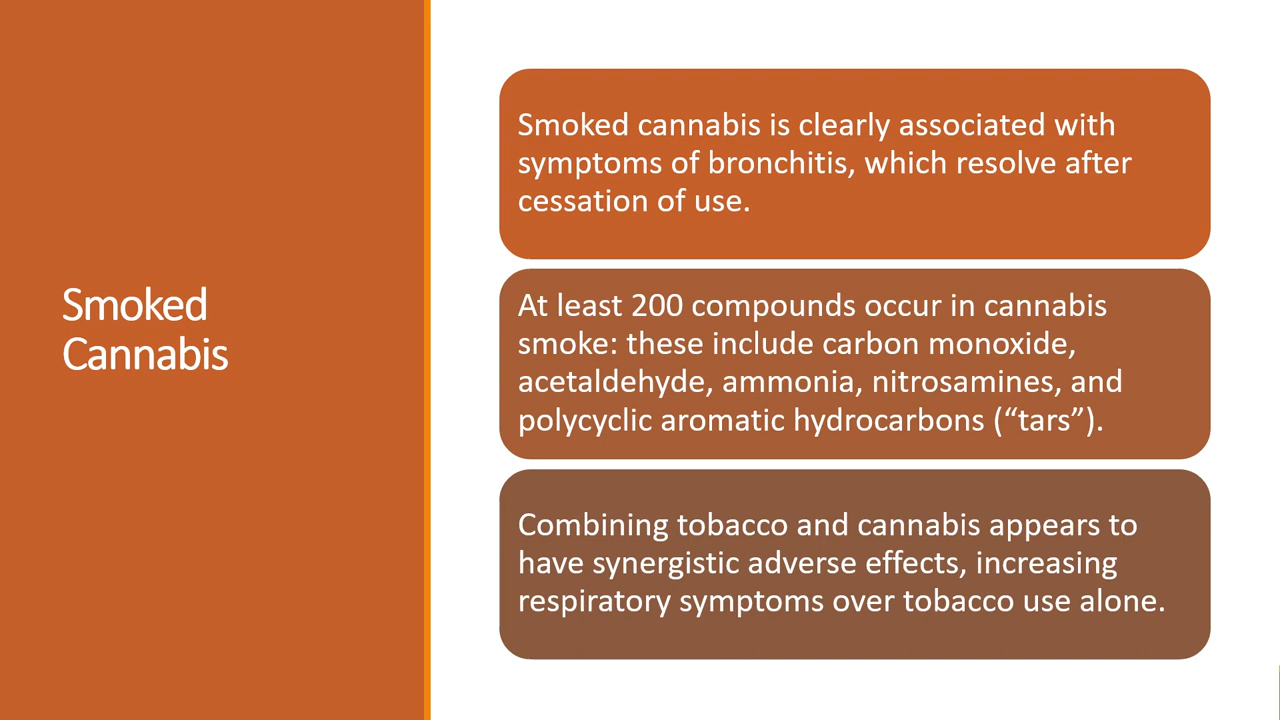 Smoked
Cannabis
Smoked cannabis is clearly associated with
symptoms of bronchitis, which resolve after
cessation of use.
At least 200 compounds occur in cannabis
smoke: these include carbon monoxide,
acetaldehyde, ammonia, nitrosamines, and
polycyclic aromatic hydrocarbons (“tars”).
Combining tobacco and cannabis appears to
have synergistic adverse effects, increasing
respiratory symptoms over tobacco use alone.